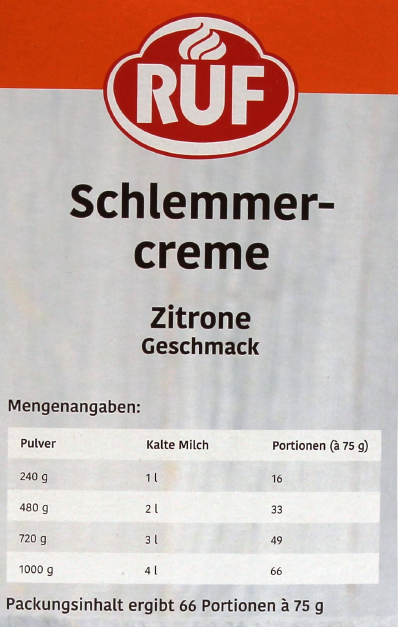 RUF
Schlemmer-
creme
Zitrone
Geschmack
Mengenangaben:
Pulver Kalte Milch Portionen (à 75 g)
240 g 1 l 16
480 g 2 l 33
720 g 3 l 49
1000 g 4 l 66
Packungsinhalt ergibt 66 Portionen à 75 g